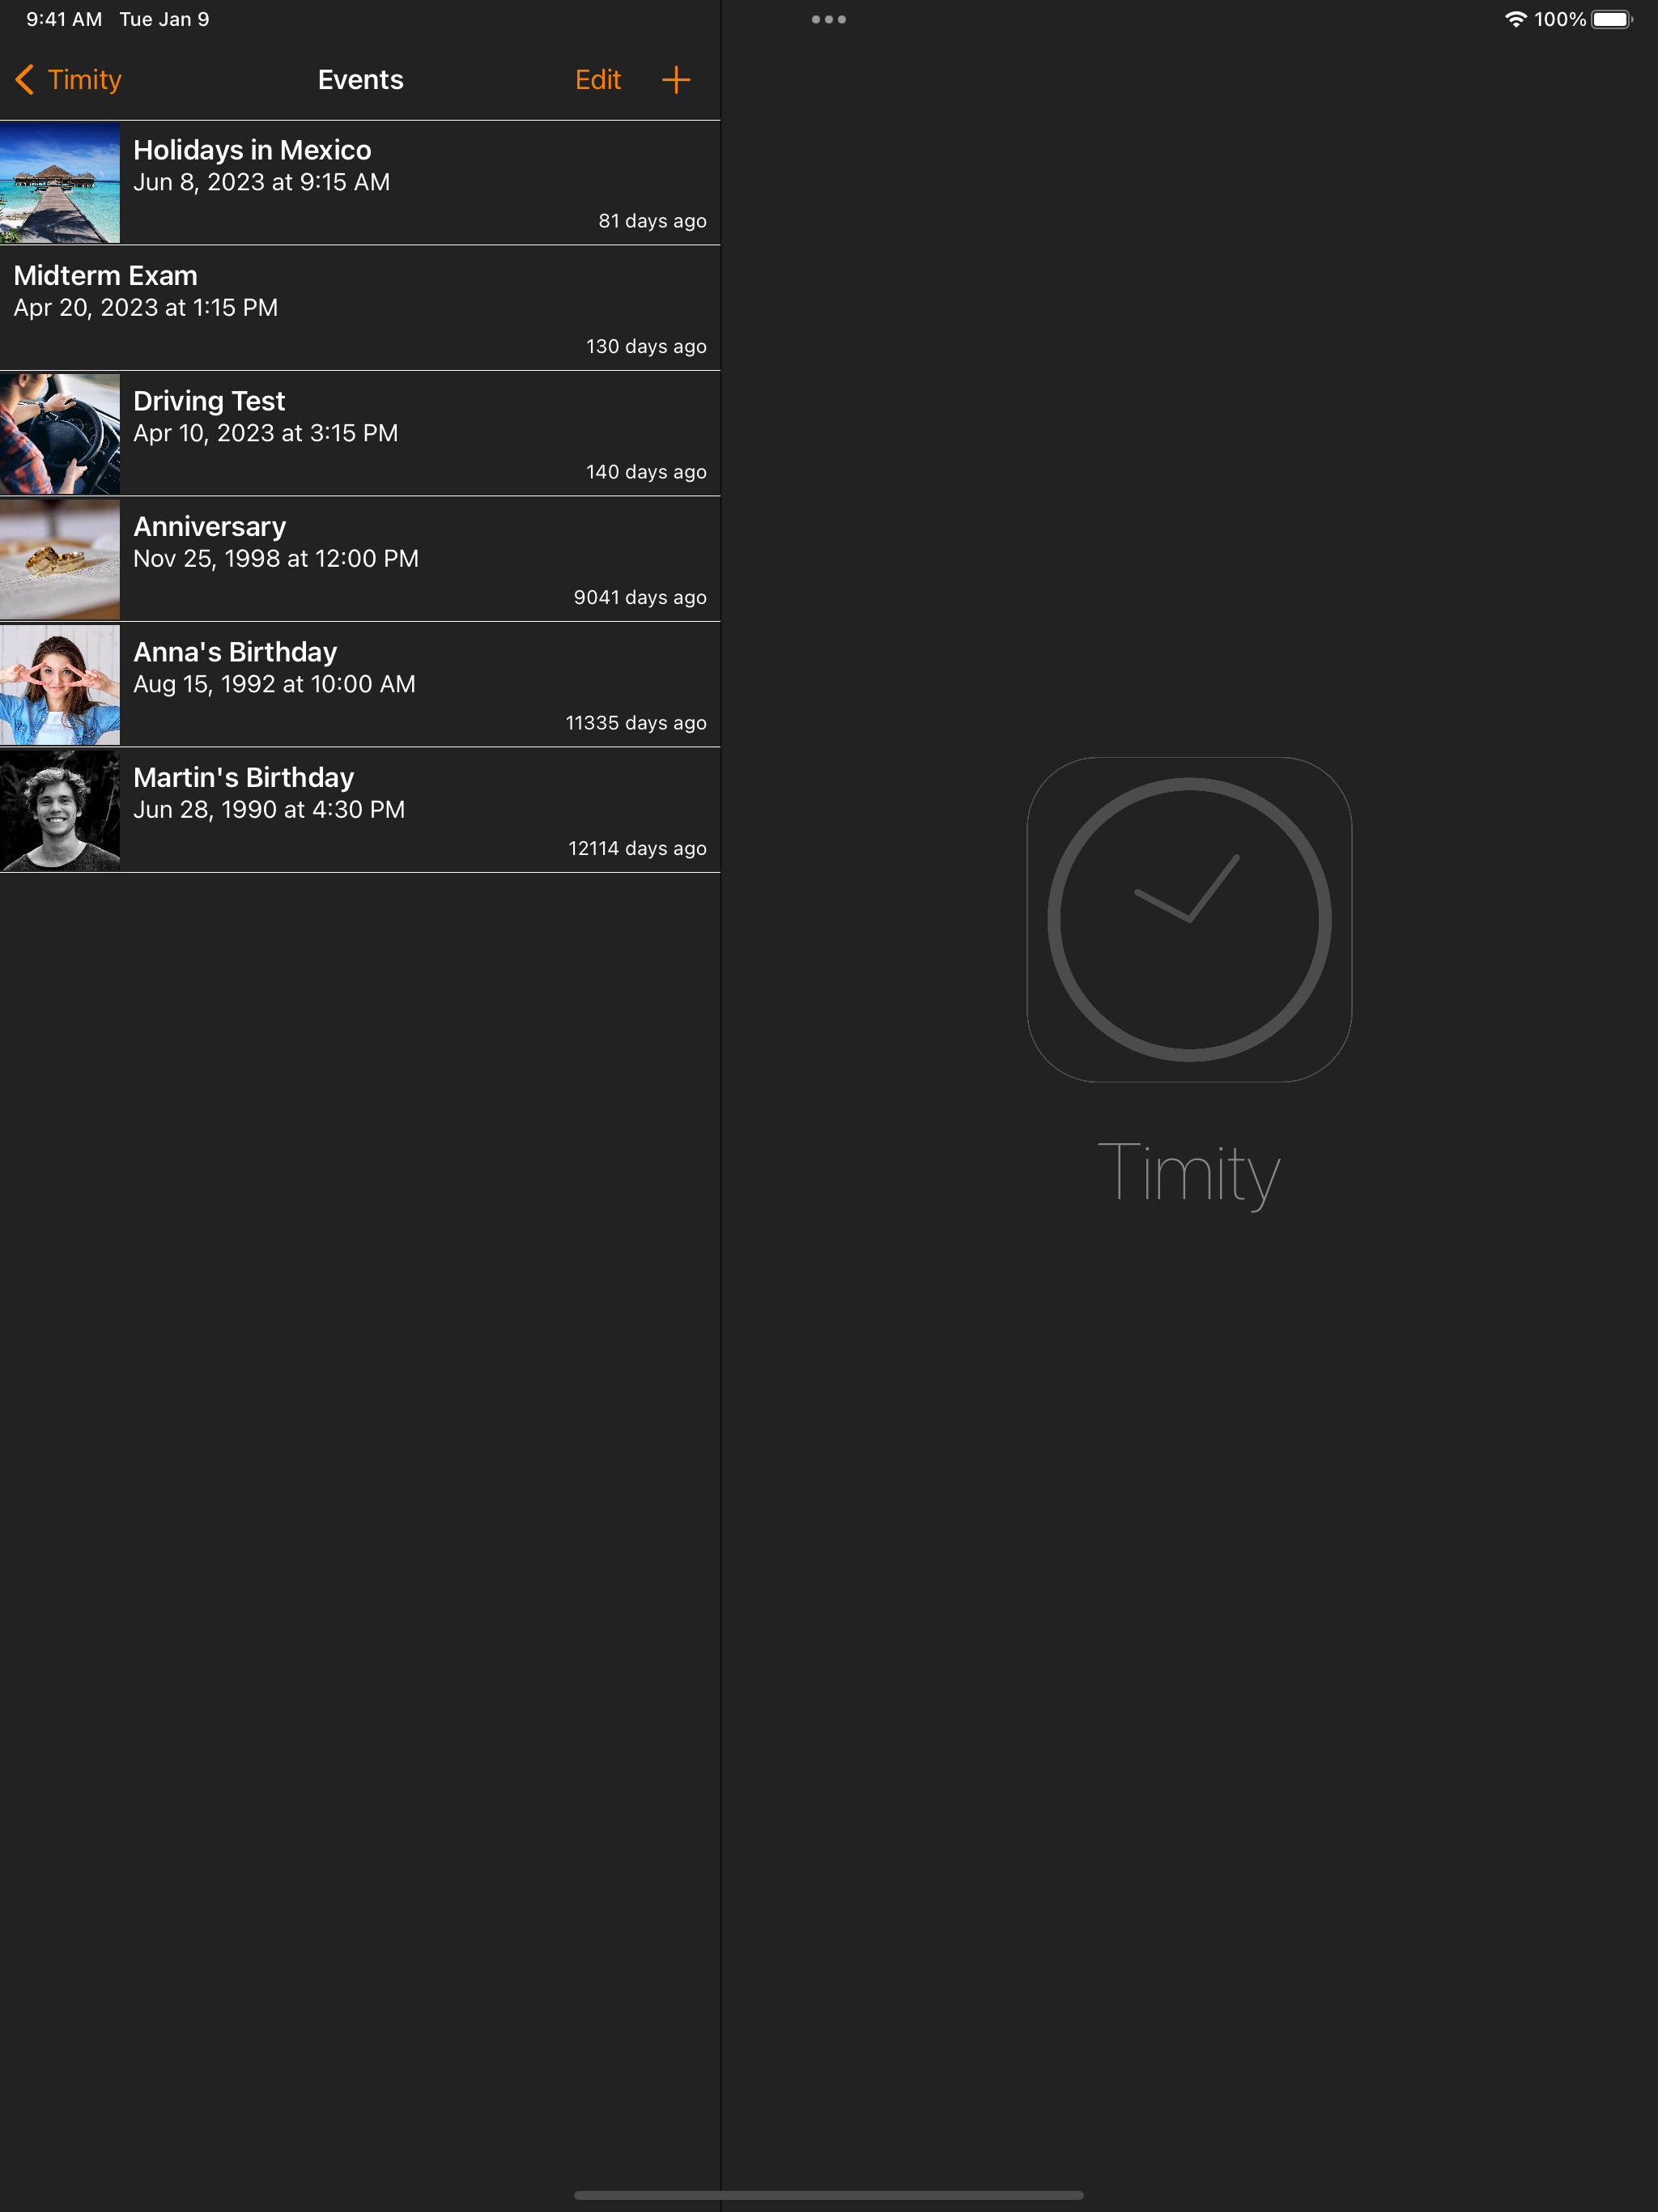 9:41 AM Tue Jan 9
100%
Timity
Events
Edit
Holidays in Mexico
Jun 8, 2023 at 9:15 AM
81 days ago
Midterm Exam
Apr 20, 2023 at 1:15 PM
130 days ago
Driving Test
Apr 10, 2023 at 3:15 PM
140 days ago
Anniversary
Nov 25, 1998 at 12:00 PM
9041 days ago
Anna's Birthday
Aug 15, 1992 at 10:00 AM
11335 days ago
Martin's Birthday
Jun 28, 1990 at 4:30 PM
12114 days ago
Timity